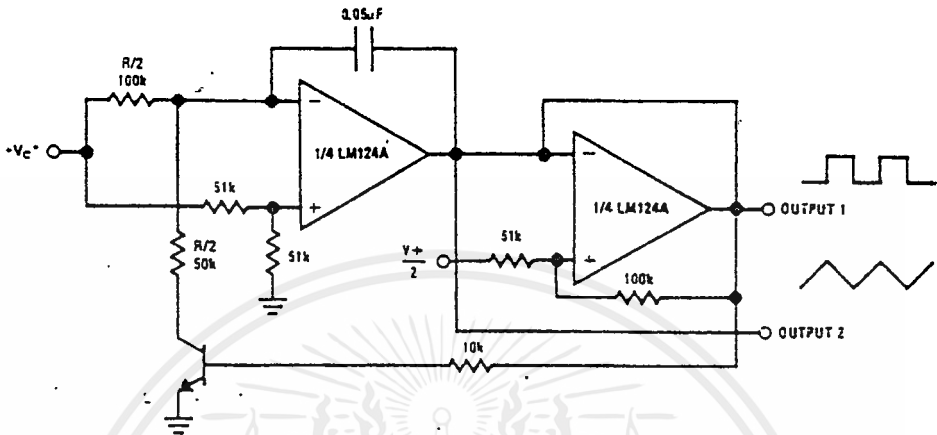 0.05µF
R/2
100k
+VC*
1/4 LM124A
51k
51k
R/2
50k
1/4 LM124A
OUTPUT 1
V+
2
51k
100k
OUTPUT 2
10k